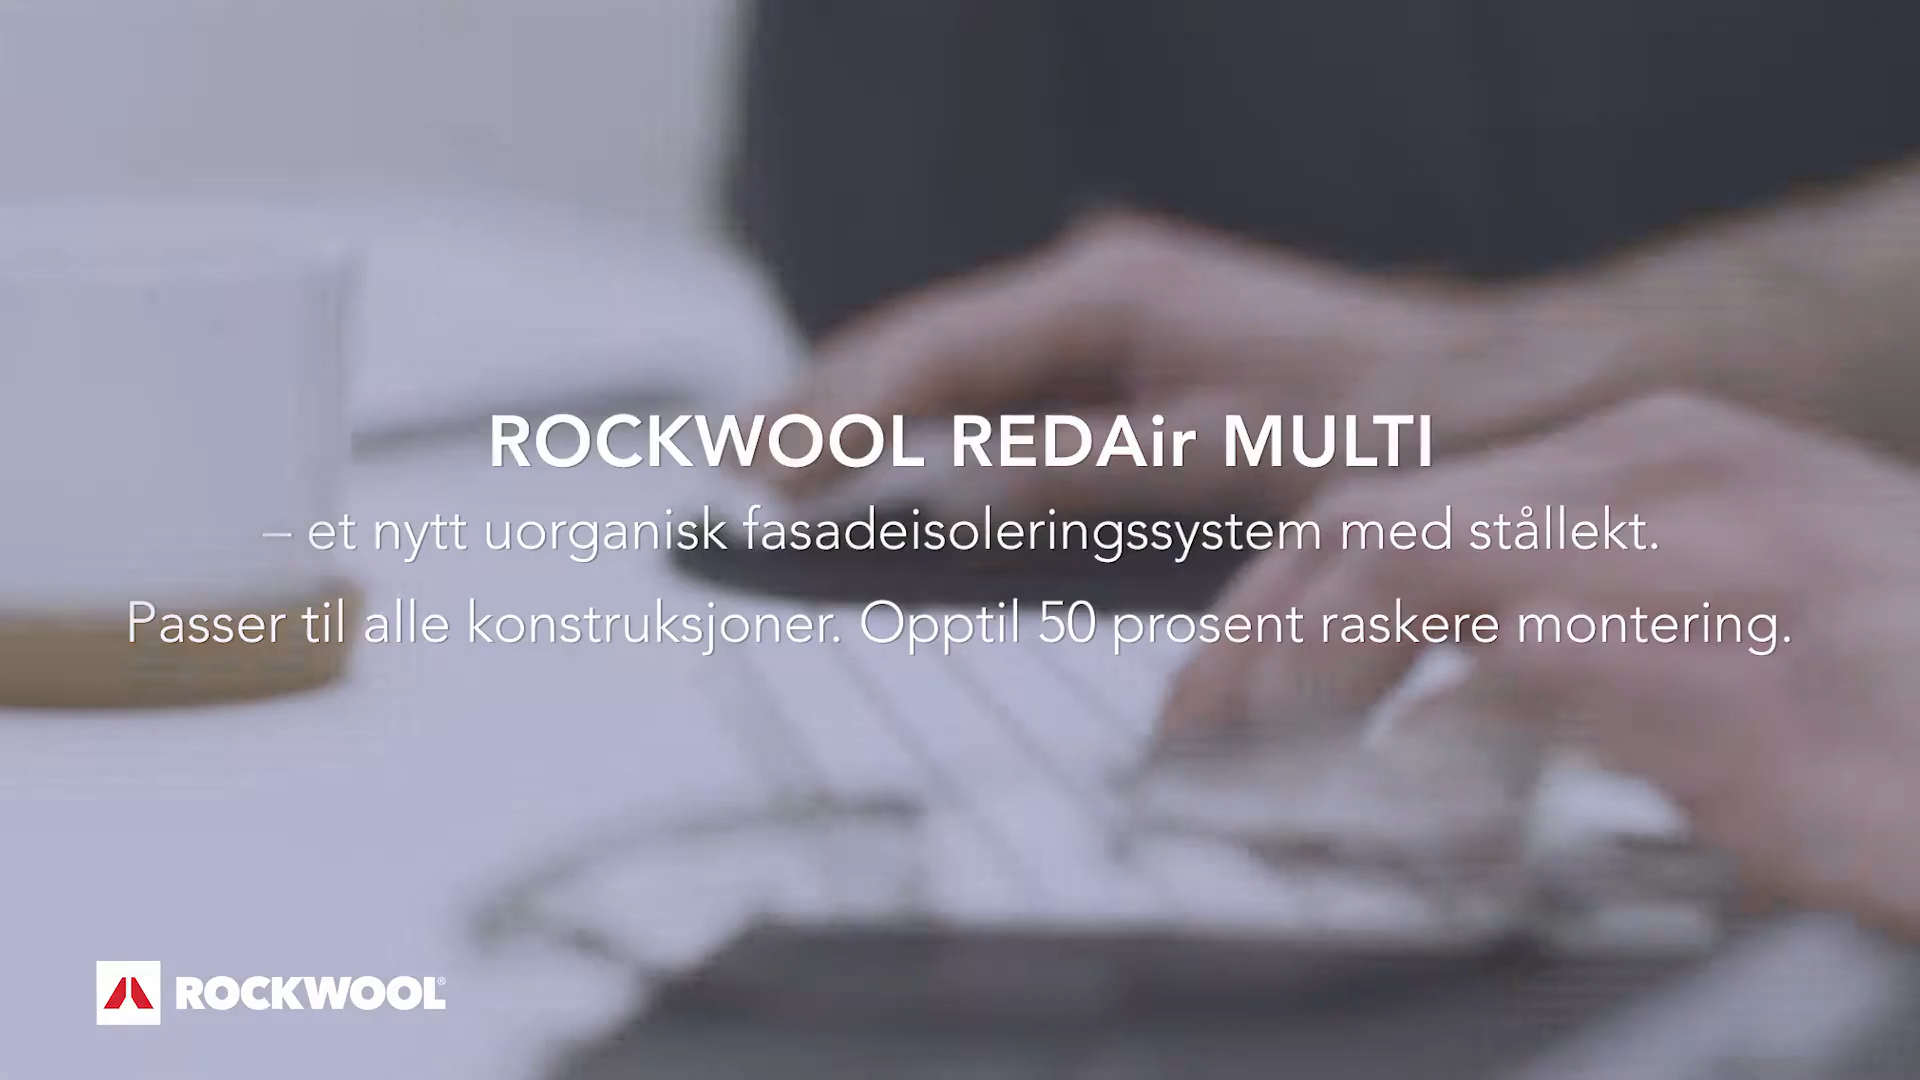 ROCKWOOL REDAir MULTI
– et nytt uorganisk fasadeisoleringssystem med stållekt.
Passer til alle konstruksjoner. Opptil 50 prosent raskere montering.
ROCKWOOL®